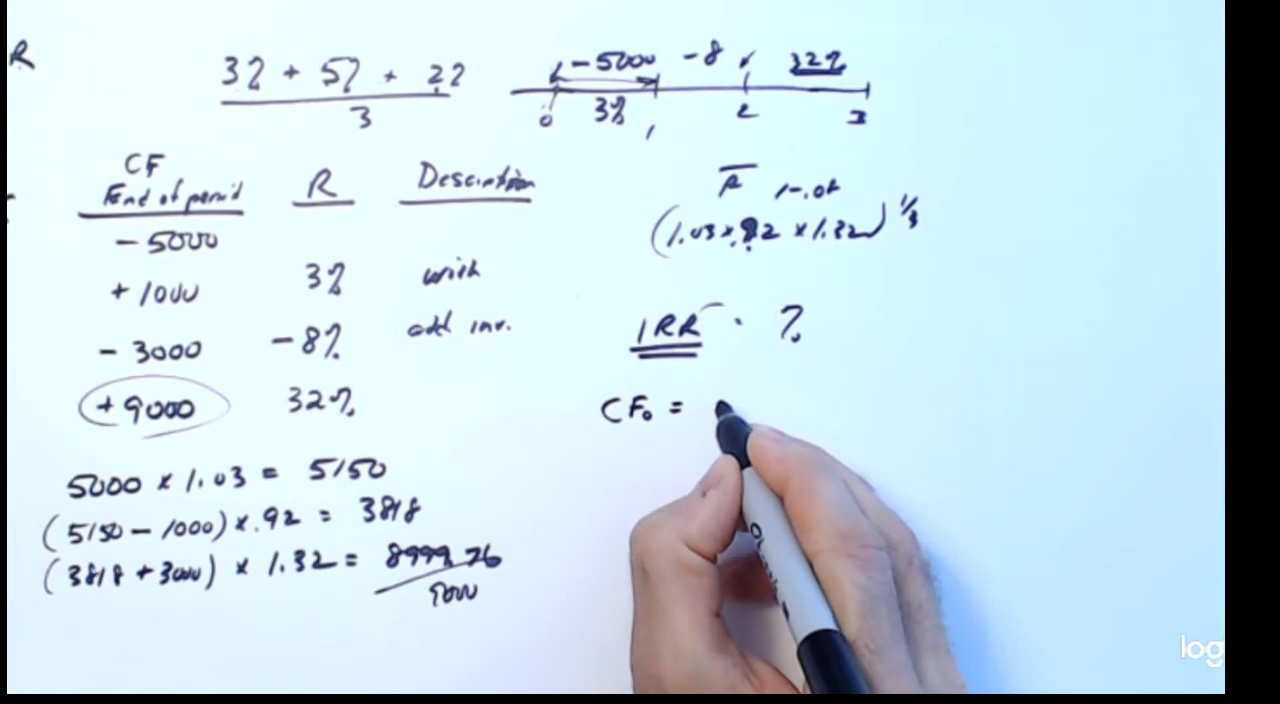 R
3% + 5% + 2%
3
-5000 -8 32%
0 3% 1 2 3
CF
End of period R Description
- 5000
+ 1000 3% with
- 3000 -8% add inv.
+ 9000 32%
5000 x 1.03 = 5150
(5150 - 1000) x .92 = 3818
(3818 + 3000) x 1.32 = 8999.76
9000
R 1-.08
(1.03 x .92 x 1.32) 1/3
IRR · %
CF0 =
log